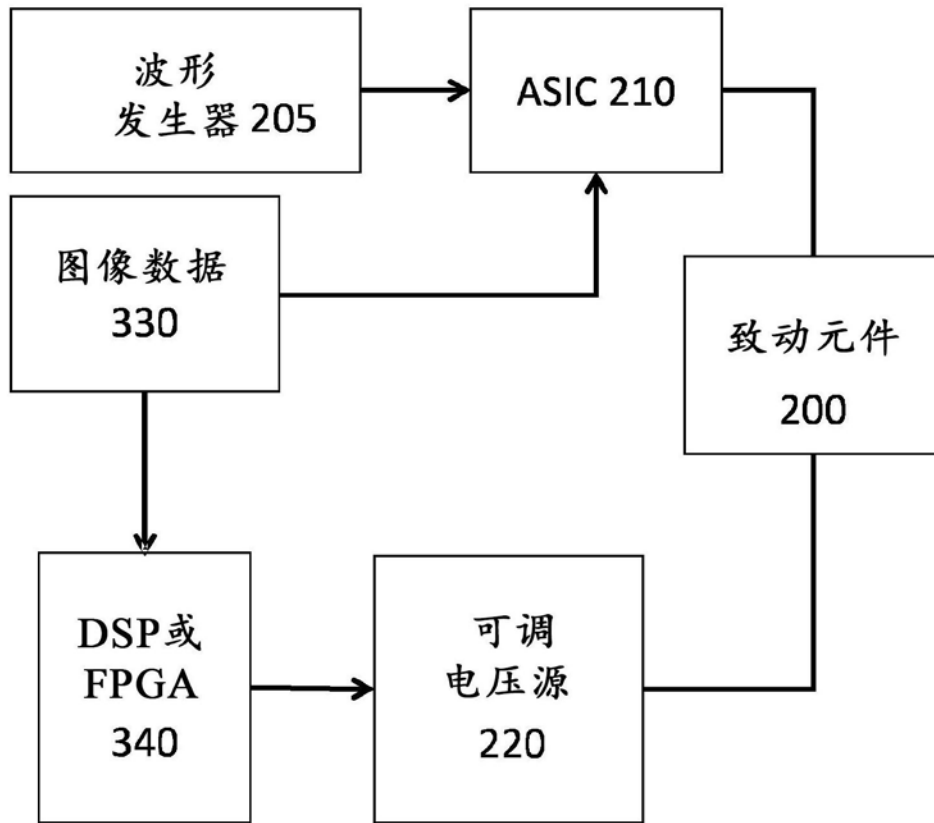 波形
发生器 205
ASIC 210
图像数据
330
致动元件
200
DSP或
FPGA
340
可调
电压源
220